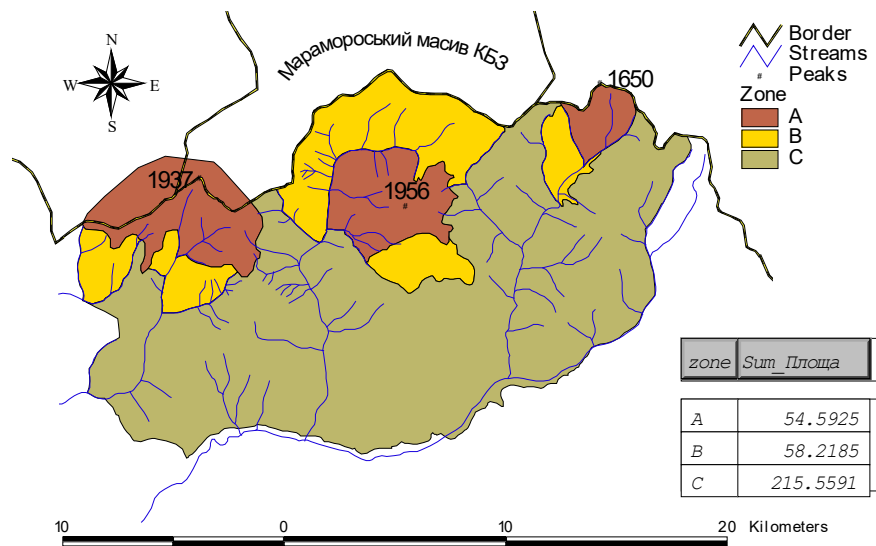 Марамороський масив КБЗ
N
W E
S
1937
1956
1650
Border
Streams
# Peaks
Zone
A
B
C
zone Sum_Площа
A 54.5925
B 58.2185
C 215.5591
10 0 10 20 Kilometers